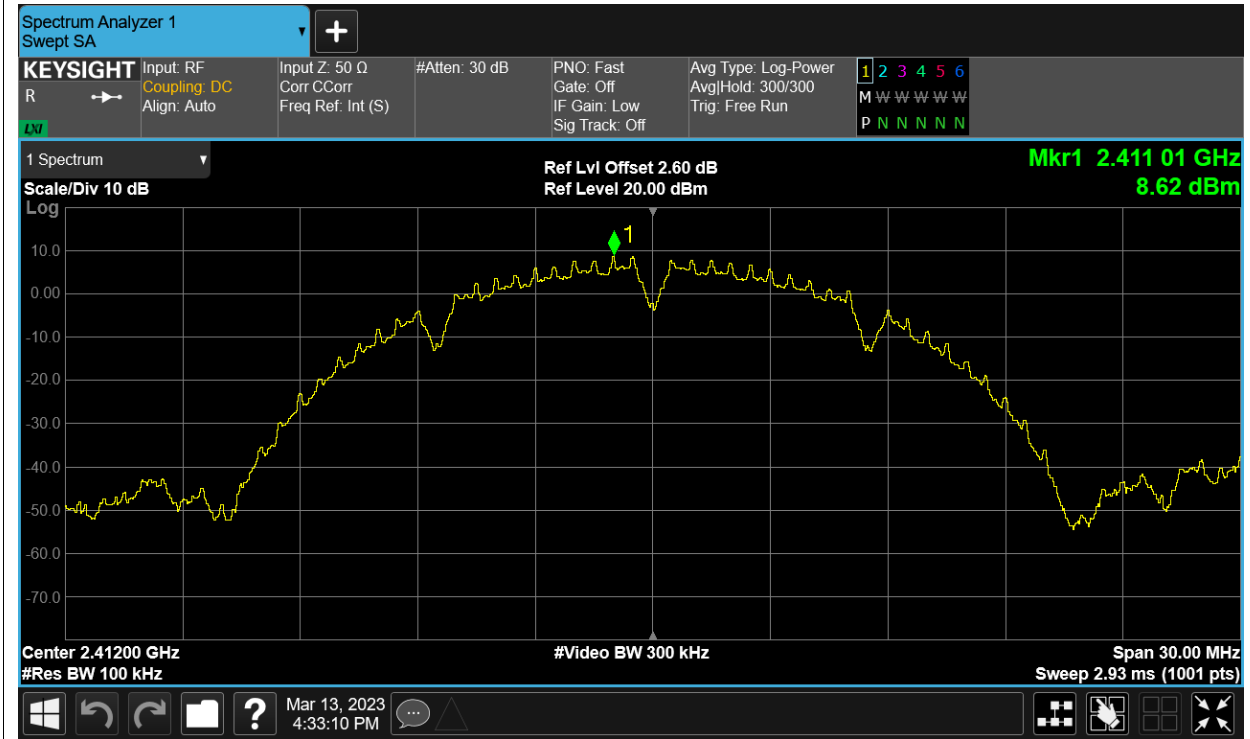 Spectrum Analyzer 1
Swept SA
KEYSIGHT
R
LXI
Input: RF
Coupling: DC
Align: Auto
Input Z: 50 Ω
Corr CCorr
Freq Ref: Int (S)
#Atten: 30 dB
PNO: Fast
Gate: Off
IF Gain: Low
Sig Track: Off
Avg Type: Log-Power
Avg|Hold: 300/300
Trig: Free Run
1 2 3 4 5 6
M W W W W W
P N N N N N
1 Spectrum
Scale/Div 10 dB
Log
Ref Lvl Offset 2.60 dB
Ref Level 20.00 dBm
Mkr1 2.411 01 GHz
8.62 dBm
1
10.0
0.00
-10.0
-20.0
-30.0
-40.0
-50.0
-60.0
-70.0
Center 2.41200 GHz
#Res BW 100 kHz
#Video BW 300 kHz
Span 30.00 MHz
Sweep 2.93 ms (1001 pts)
?
Mar 13, 2023
4:33:10 PM